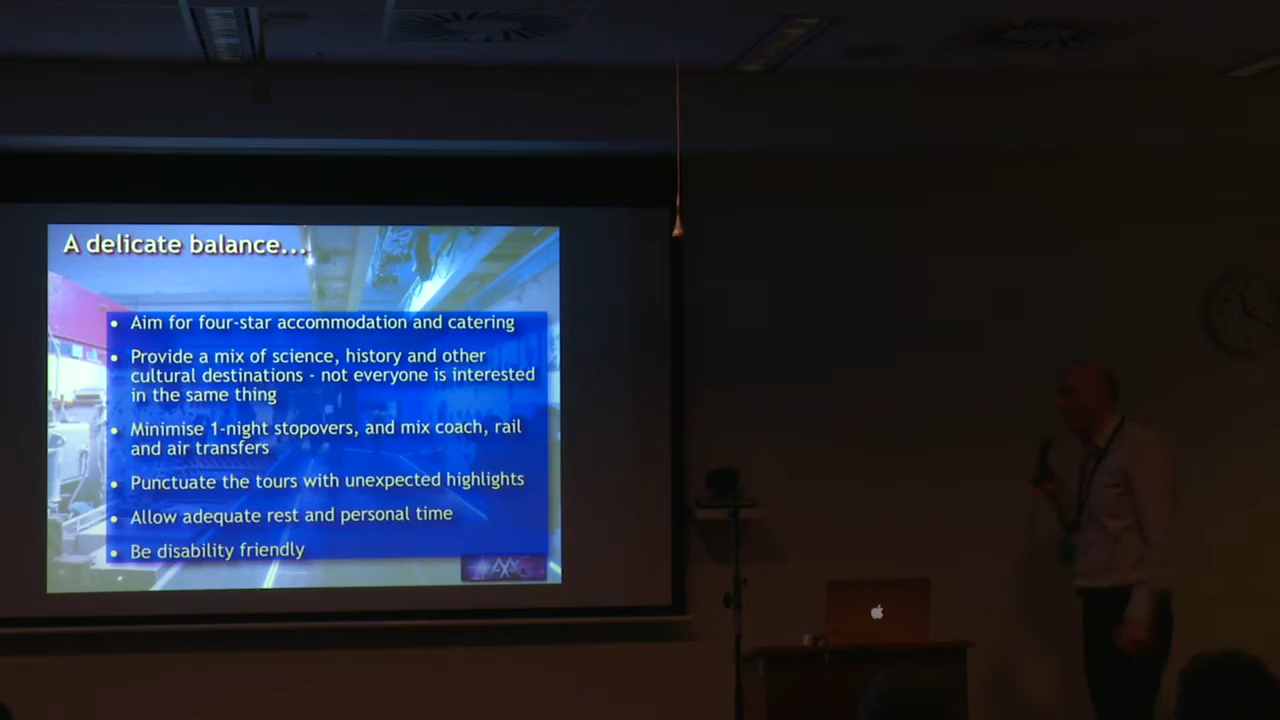 A delicate balance...
• Aim for four-star accommodation and catering
• Provide a mix of science, history and other
cultural destinations - not everyone is interested
in the same thing
• Minimise 1-night stopovers, and mix coach, rail
and air transfers
• Punctuate the tours with unexpected highlights
• Allow adequate rest and personal time
• Be disability friendly